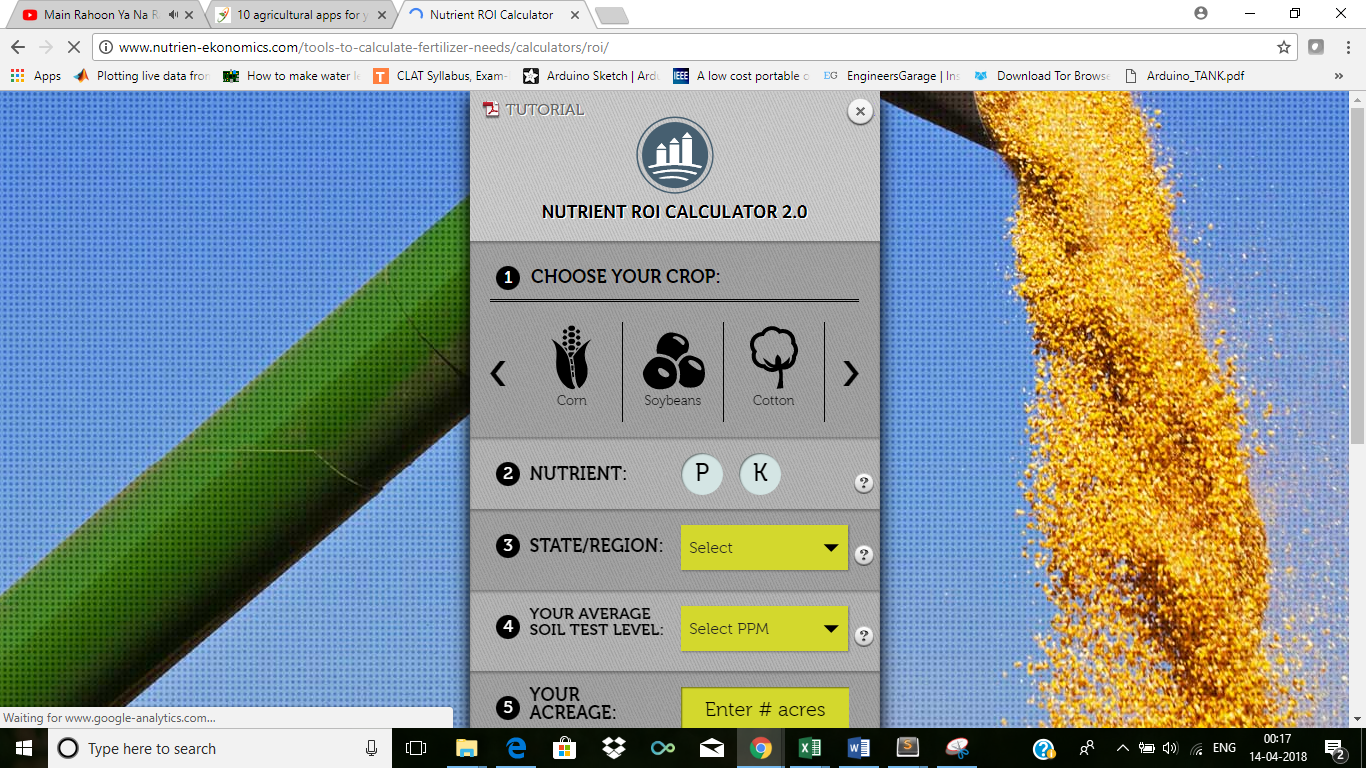 Main Rahoon Ya Na R
10 agricultural apps for y
Nutrient ROI Calculator
www.nutrien-ekonomics.com/tools-to-calculate-fertilizer-needs/calculators/roi/
Apps
Plotting live data from
How to make water le
T CLAT Syllabus, Exam-
Arduino Sketch | Ardu
IEEE A low cost portable o
EG EngineersGarage | Ins
Download Tor Browse
Arduino_TANK.pdf
»
TUTORIAL
NUTRIENT ROI CALCULATOR 2.0
1 CHOOSE YOUR CROP:
Corn Soybeans Cotton
2 NUTRIENT: P K ?
3 STATE/REGION: Select ?
4 YOUR AVERAGE
SOIL TEST LEVEL: Select PPM ?
5 YOUR
ACREAGE: Enter # acres
Waiting for www.google-analytics.com...
Type here to search
ENG
00:17
14-04-2018
2